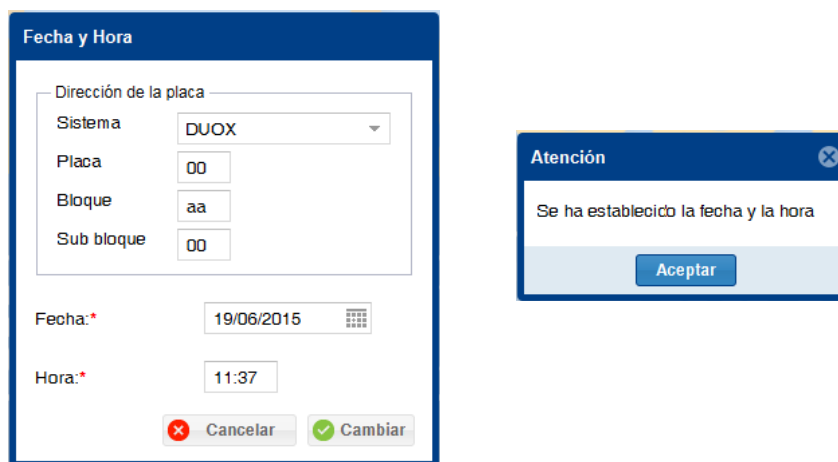 Fecha y Hora
Dirección de la placa
Sistema DUOX
Placa 00
Bloque aa
Sub bloque 00
Fecha:* 19/06/2015
Hora:* 11:37
Cancelar Cambiar
Atención
Se ha establecido la fecha y la hora
Aceptar